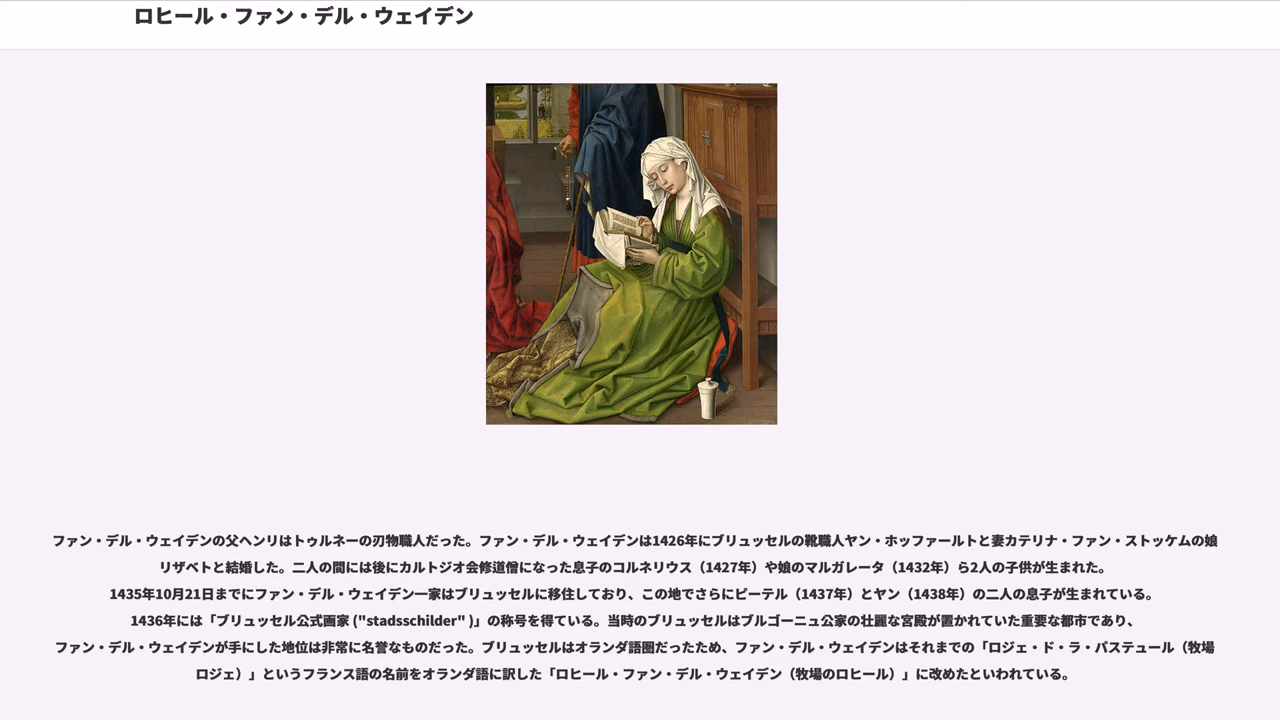 ロヒール・ファン・デル・ウェイデン
ファン・デル・ウェイデンの父ヘンリはトゥルネーの刃物職人だった。ファン・デル・ウェイデンは1426年にブリュッセルの靴職人ヤン・ホッファールトと妻カテリナ・ファン・ストッケムの娘
リザベトと結婚した。二人の間には後にカルトジオ会修道僧になった息子のコルネリウス（1427年）や娘のマルガレータ（1432年）ら2人の子供が生まれた。
1435年10月21日までにファン・デル・ウェイデン一家はブリュッセルに移住しており、この地でさらにピーテル（1437年）とヤン（1438年）の二人の息子が生まれている。
1436年には「ブリュッセル公式画家 ("stadsschilder" )」の称号を得ている。当時のブリュッセルはブルゴーニュ公家の壮麗な宮殿が置かれていた重要な都市であり、
ファン・デル・ウェイデンが手にした地位は非常に名誉なものだった。ブリュッセルはオランダ語圏だったため、ファン・デル・ウェイデンはそれまでの「ロジェ・ド・ラ・パステュール（牧場
ロジェ）」というフランス語の名前をオランダ語に訳した「ロヒール・ファン・デル・ウェイデン（牧場のロヒール）」に改めたといわれている。